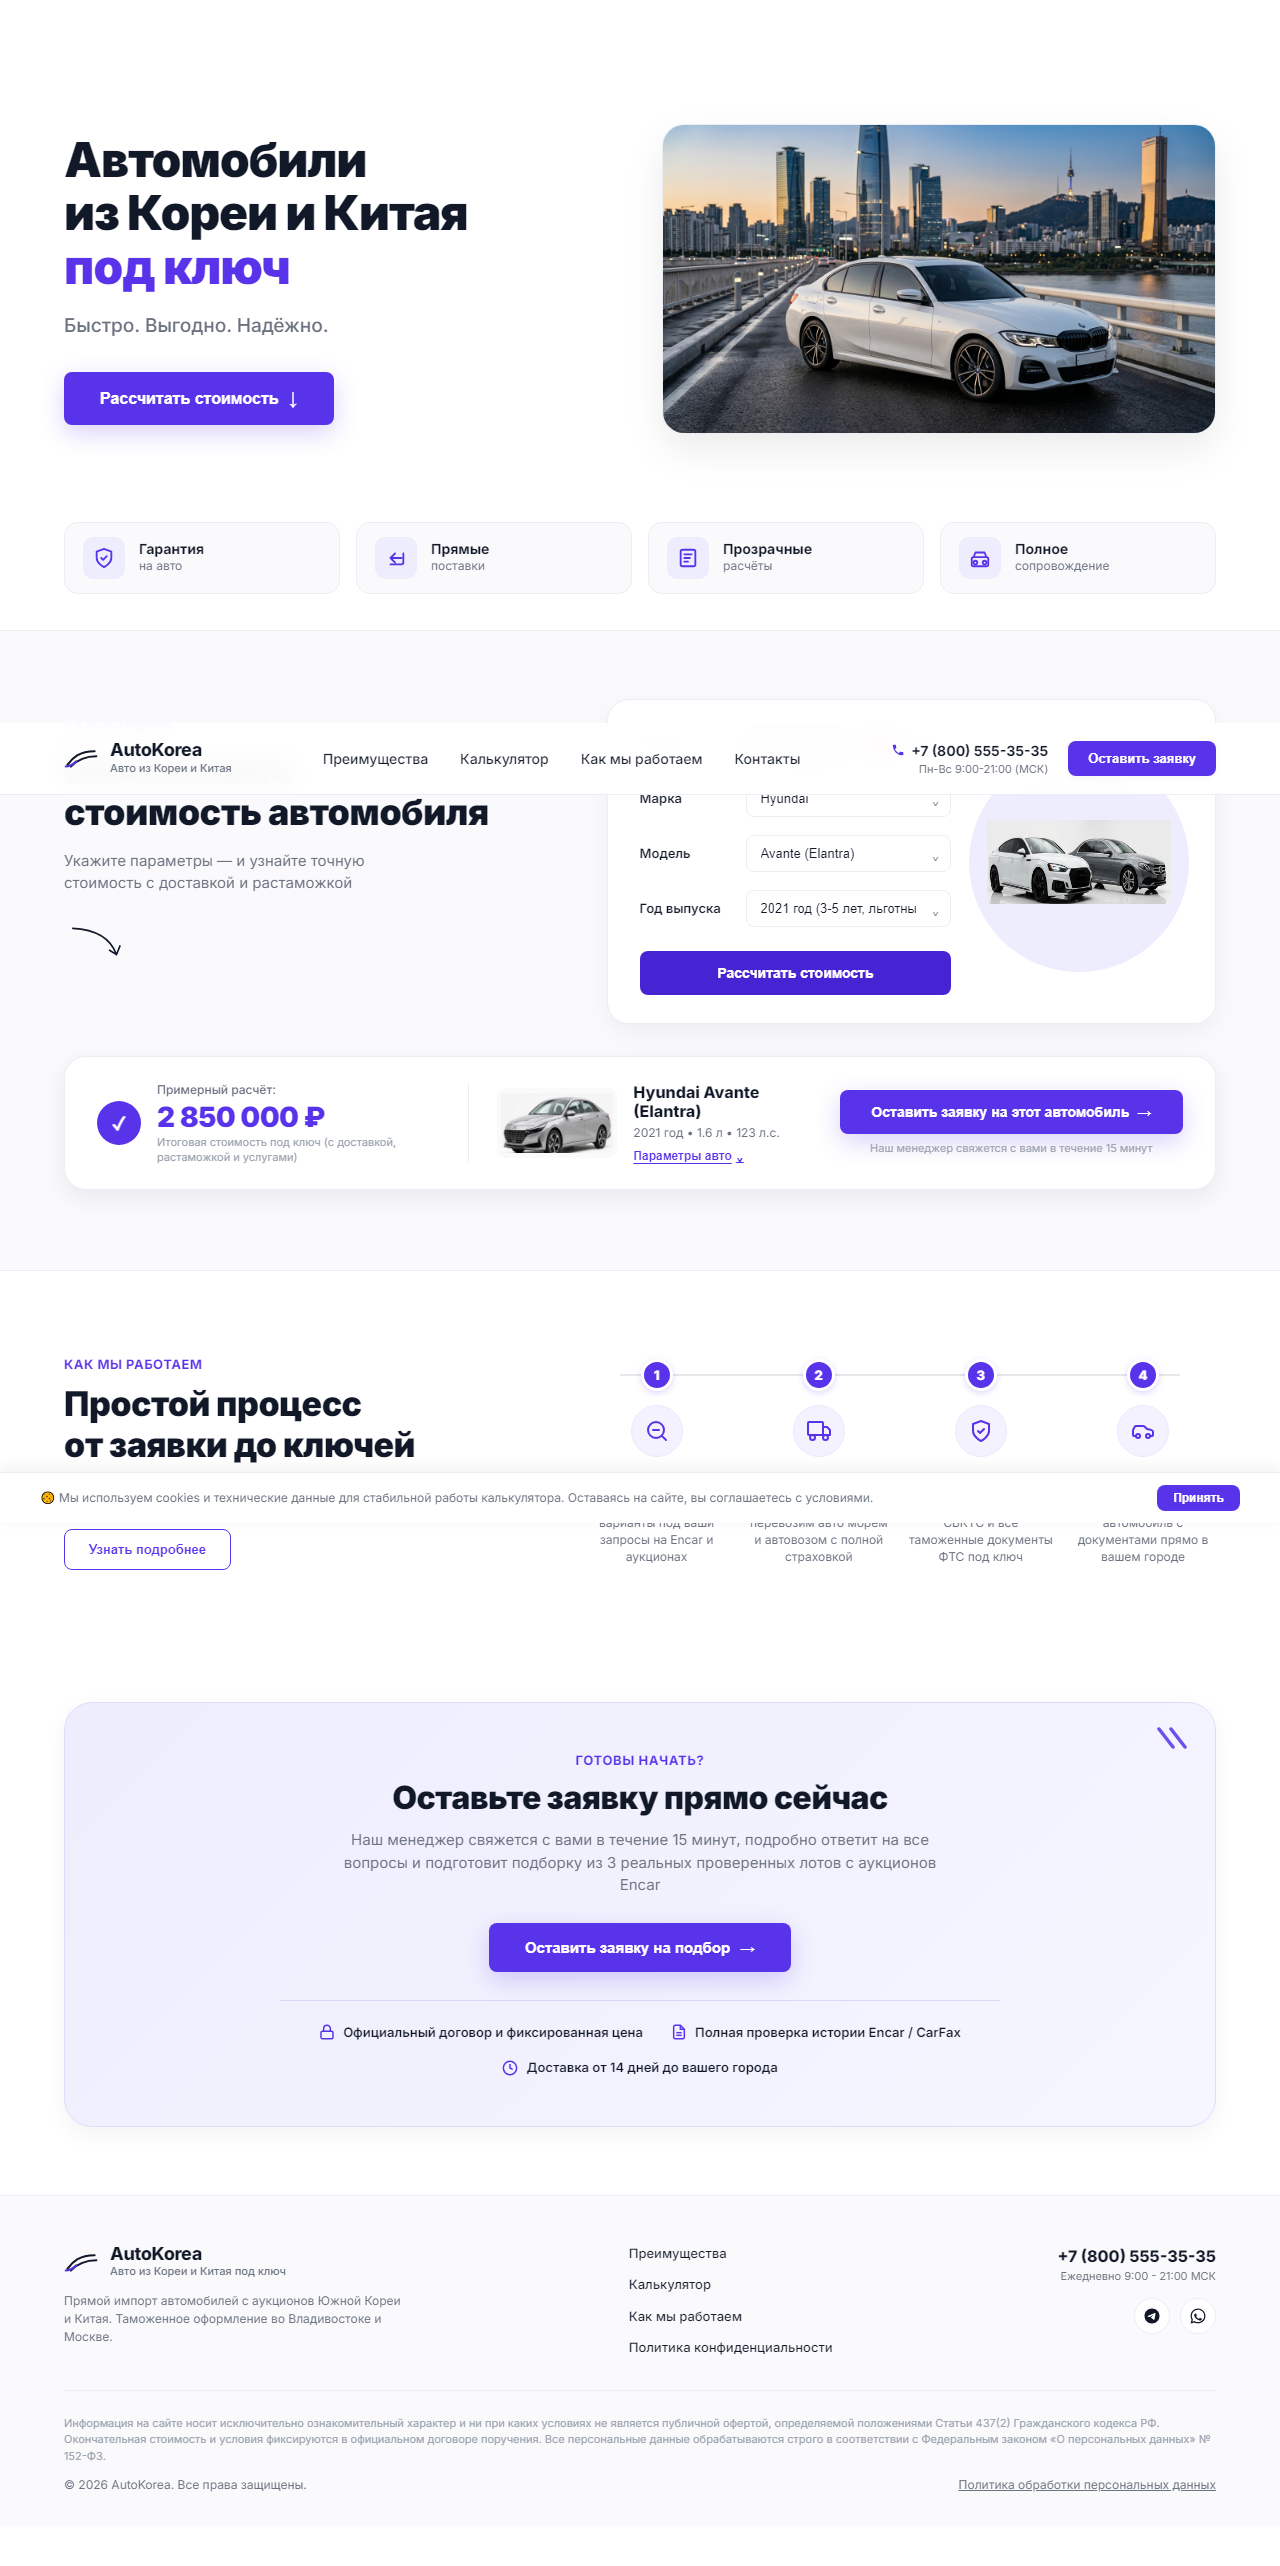 Автомобили
из Кореи и Китая
под ключ
Быстро. Выгодно. Надёжно.
Рассчитать стоимость ↓
Гарантия
на авто
Прямые
поставки
Прозрачные
расчёты
Полное
сопровождение
AutoKorea
Авто из Кореи и Китая
Преимущества
Калькулятор
Как мы работаем
Контакты
+7 (800) 555-35-35
Пн-Вс 9:00-21:00 (МСК)
Оставить заявку
стоимость автомобиля
Укажите параметры — и узнайте точную
стоимость с доставкой и растаможкой
Марка
Hyundai
Модель
Avante (Elantra)
Год выпуска
2021 год (3-5 лет, льготны
Рассчитать стоимость
Примерный расчёт:
2 850 000 ₽
Итоговая стоимость под ключ (с доставкой,
растаможкой и услугами)
Hyundai Avante
(Elantra)
2021 год • 1.6 л • 123 л.с.
Параметры авто
Оставить заявку на этот автомобиль →
Наш менеджер свяжется с вами в течение 15 минут
КАК МЫ РАБОТАЕМ
Простой процесс
от заявки до ключей
1
2
3
4
🍪 Мы используем cookies и технические данные для стабильной работы калькулятора. Оставаясь на сайте, вы соглашаетесь с условиями.
Принять
Узнать подробнее
варианты под ваши
запросы на Encar и
аукционах
перевозим авто морем
и автовозом с полной
страховкой
СБКТС и все
таможенные документы
ФТС под ключ
автомобиль с
документами прямо в
вашем городе
ГОТОВЫ НАЧАТЬ?
Оставьте заявку прямо сейчас
Наш менеджер свяжется с вами в течение 15 минут, подробно ответит на все
вопросы и подготовит подборку из 3 реальных проверенных лотов с аукционов
Encar
Оставить заявку на подбор →
Официальный договор и фиксированная цена
Полная проверка истории Encar / CarFax
Доставка от 14 дней до вашего города
AutoKorea
Авто из Кореи и Китая под ключ
Прямой импорт автомобилей с аукционов Южной Кореи
и Китая. Таможенное оформление во Владивостоке и
Москве.
Преимущества
Калькулятор
Как мы работаем
Политика конфиденциальности
+7 (800) 555-35-35
Ежедневно 9:00 - 21:00 МСК
Информация на сайте носит исключительно ознакомительный характер и ни при каких условиях не является публичной офертой, определяемой положениями Статьи 437(2) Гражданского кодекса РФ.
Окончательная стоимость и условия фиксируются в официальном договоре поручения. Все персональные данные обрабатываются строго в соответствии с Федеральным законом «О персональных данных» №
152-ФЗ.
© 2026 AutoKorea. Все права защищены.
Политика обработки персональных данных